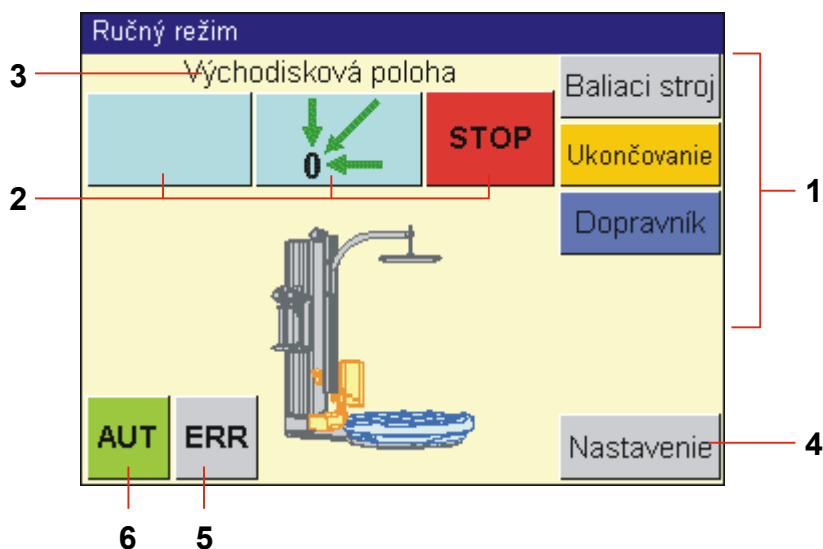 Ručný režim
3 Východisková poloha
Baliaci stroj
0
STOP
Ukončovanie
1
2
Dopravník
AUT
ERR
Nastavenie
4
6
5